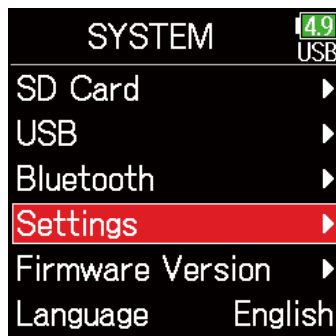 SYSTEM 4.9
USB
SD Card
USB
Bluetooth
Settings
Firmware Version
Language English